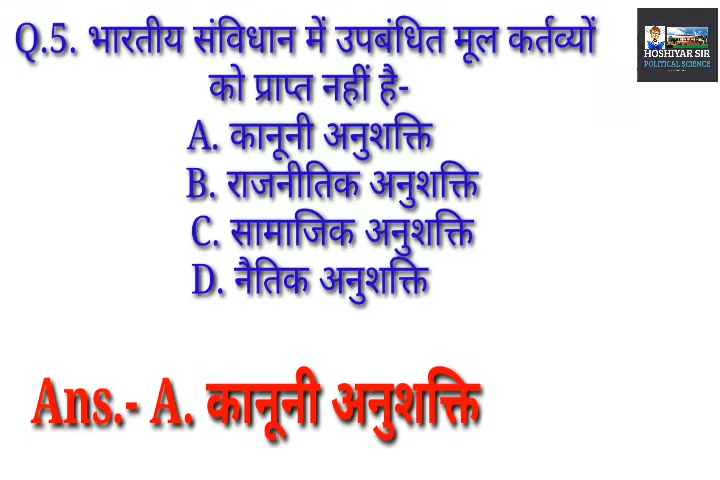 Q.5. भारतीय संविधान में उपबंधित मूल कर्तव्यों
को प्राप्त नहीं है-
A. कानूनी अनुशक्ति
B. राजनीतिक अनुशक्ति
C. सामाजिक अनुशक्ति
D. नैतिक अनुशक्ति
Ans.- A. कानूनी अनुशक्ति
HOSHIYAR SIR
POLITICAL SCIENCE